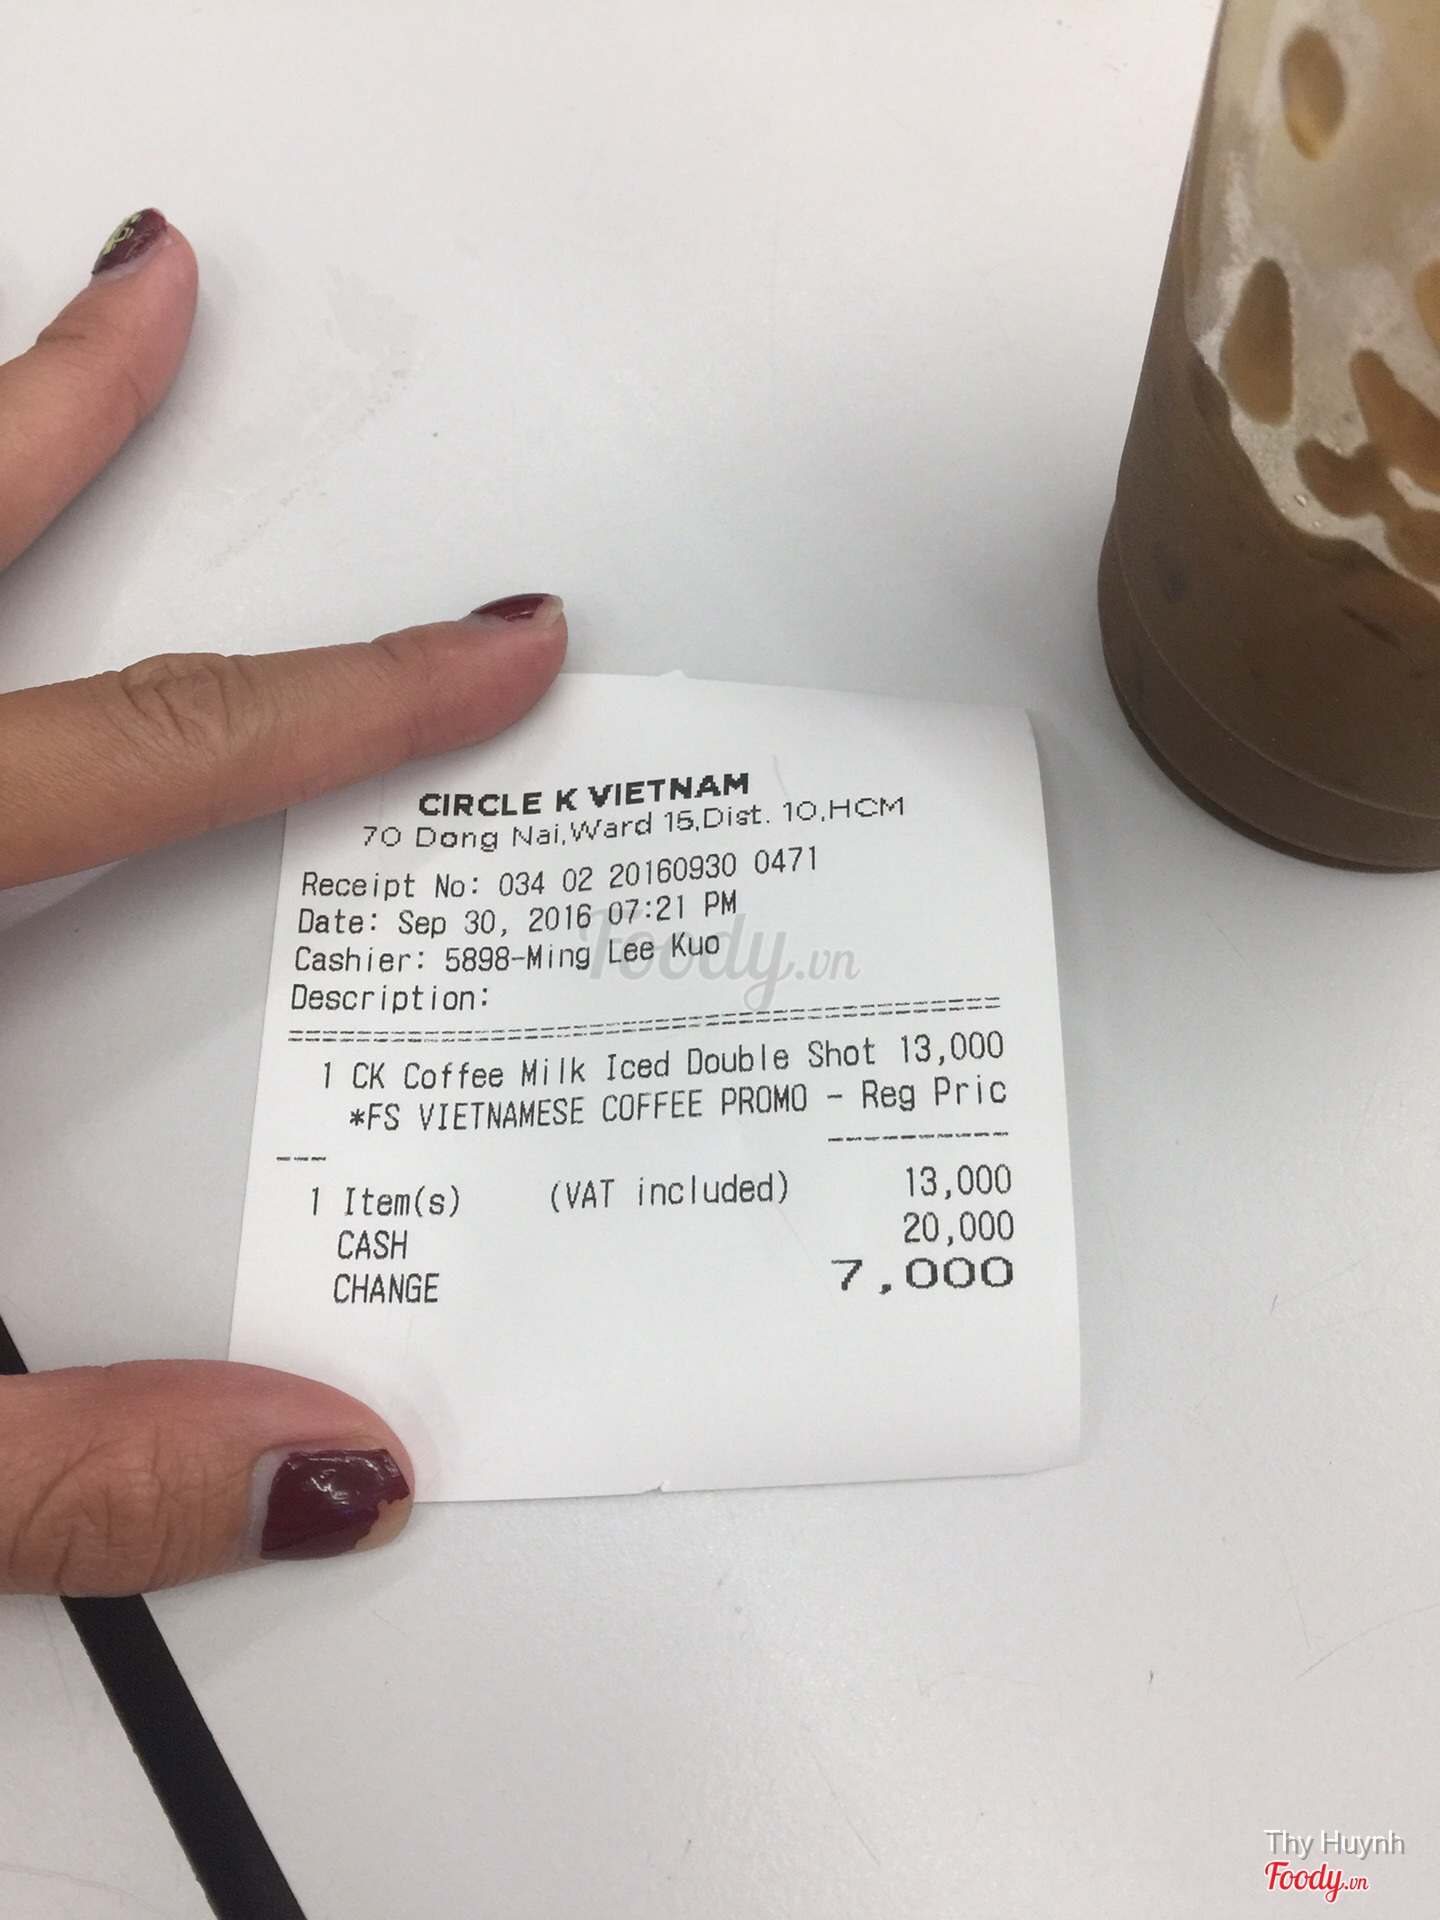 CIRCLE K VIETNAM
70 Dong Nai,Ward 15,Dist. 10,HCM
Receipt No: 034 02 20160930 0471
Date: Sep 30, 2016 07:21 PM
Cashier: 5898-Ming Lee Kuo
Foody.vn
Description:
1 CK Coffee Milk Iced Double Shot 13,000
*FS VIETNAMESE COFFEE PROMO - Reg Pric
1 Item(s) (VAT included) 13,000
CASH 20,000
CHANGE 7,000
Thy Huynh
Foody.vn